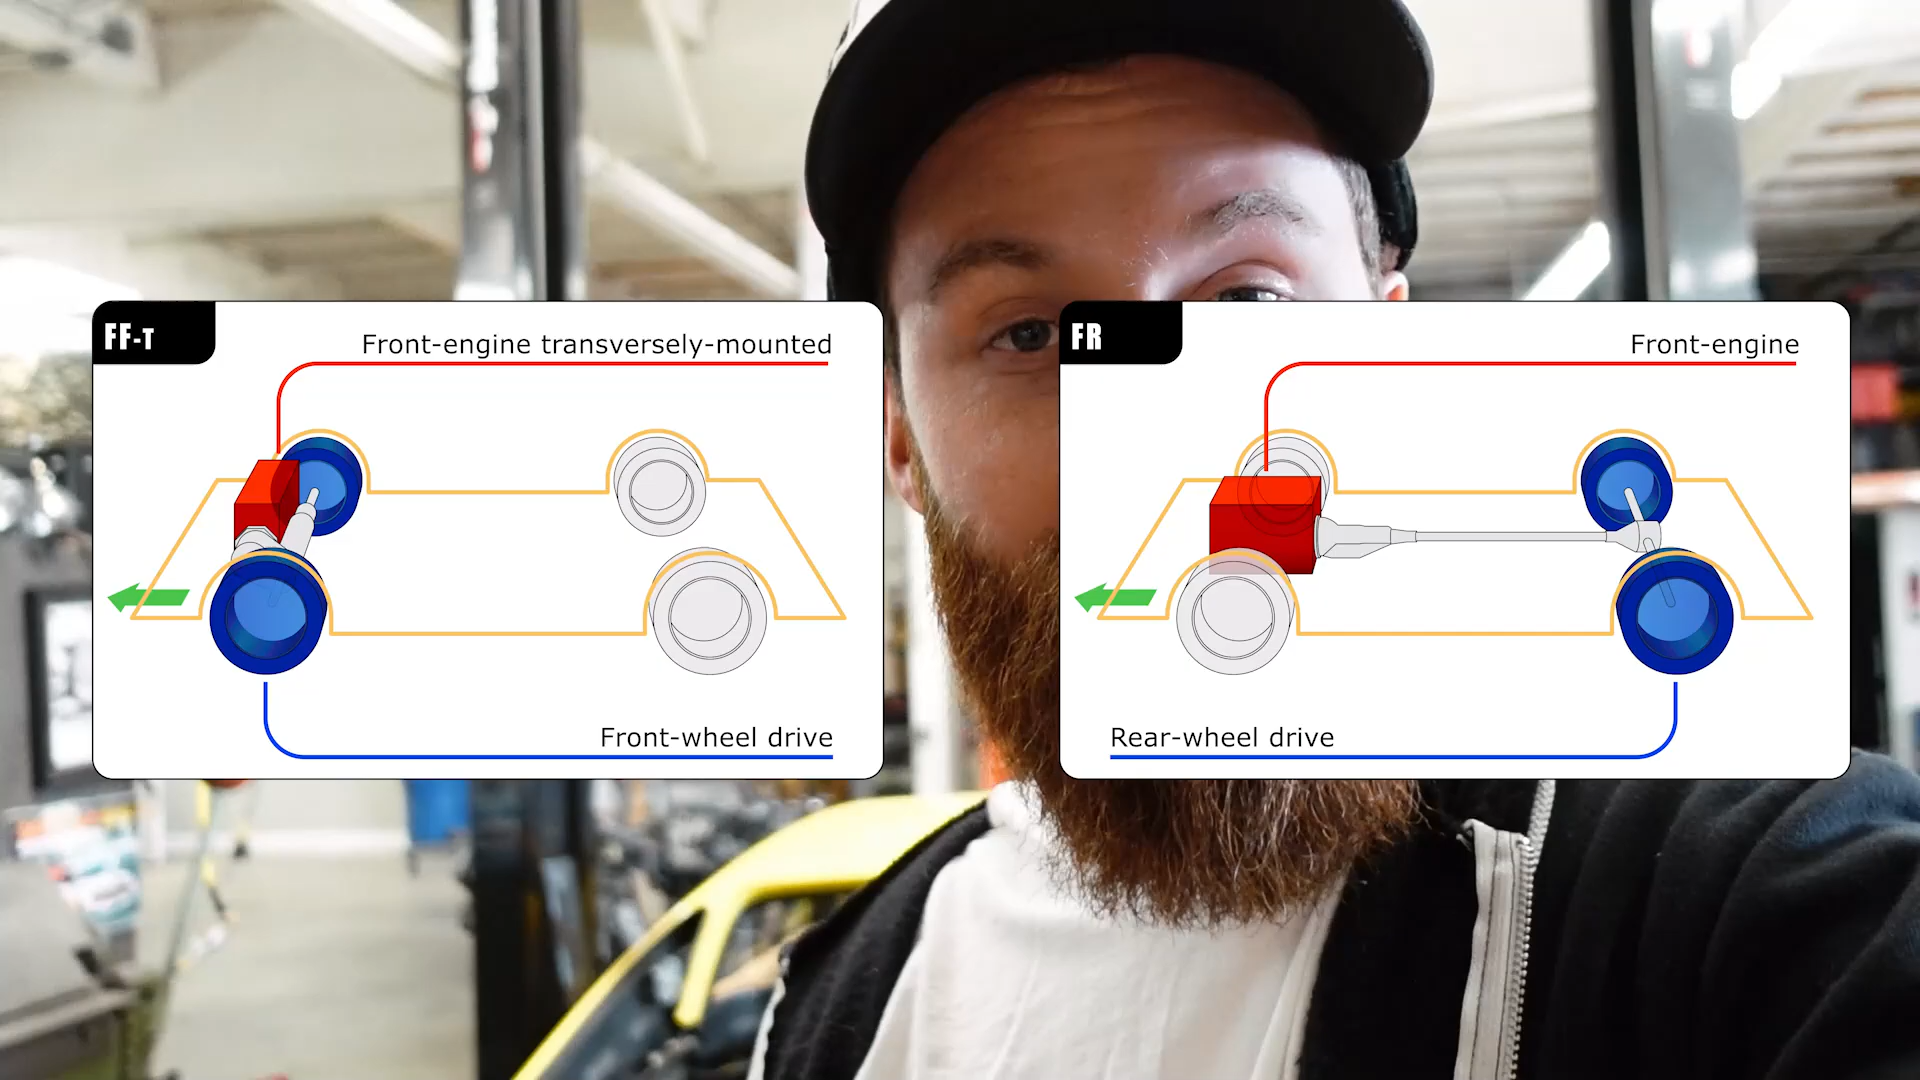 FF-T
Front-engine transversely-mounted
Front-wheel drive
FR
Front-engine
Rear-wheel drive